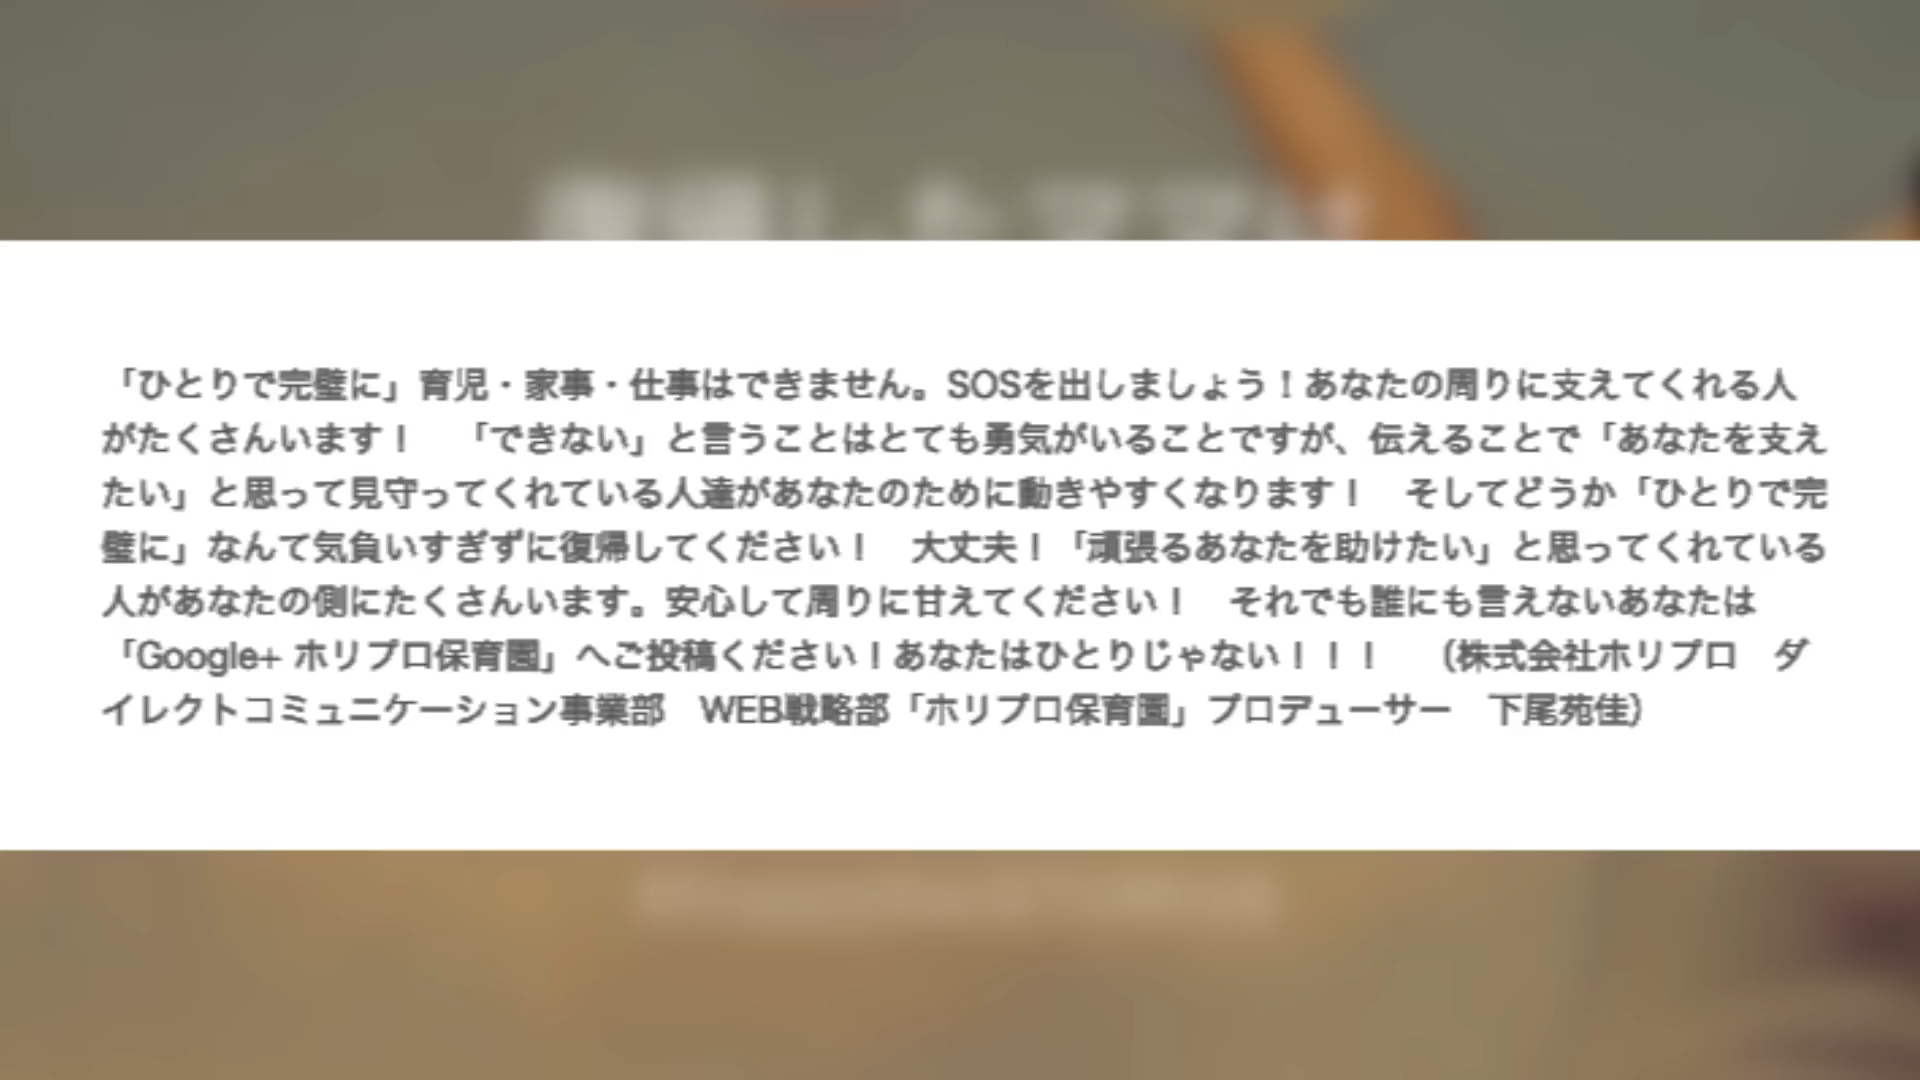 「ひとりで完璧に」育児・家事・仕事はできません。SOSを出しましょう！あなたの周りに支えてくれる人
がたくさんいます！　「できない」と言うことはとても勇気がいることですが、伝えることで「あなたを支え
たい」と思って見守ってくれている人達があなたのために動きやすくなります！　そしてどうか「ひとりで完
璧に」なんて気負いすぎずに復帰してください！　大丈夫！「頑張るあなたを助けたい」と思ってくれている
人があなたの側にたくさんいます。安心して周りに甘えてください！　それでも誰にも言えないあなたは
「Google+ ホリプロ保育園」へご投稿ください！あなたはひとりじゃない！！！　（株式会社ホリプロ　ダ
イレクトコミュニケーション事業部　WEB戦略部「ホリプロ保育園」プロデューサー　下尾苑佳）